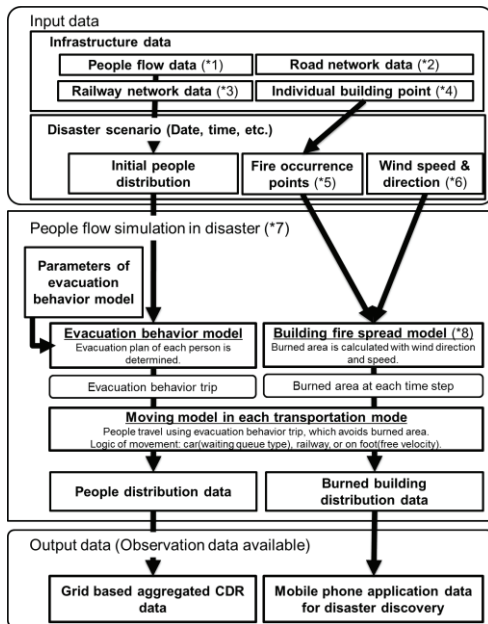 Input data
Infrastructure data
People flow data (*1)
Road network data (*2)
Railway network data (*3)
Individual building point (*4)
Disaster scenario (Date, time, etc.)
Initial people
distribution
Fire occurrence
points (*5)
Wind speed &
direction (*6)
People flow simulation in disaster (*7)
Parameters of
evacuation
behavior model
Evacuation behavior model
Evacuation plan of each person is
determined.
Building fire spread model (*8)
Burned area is calculated with wind direction
and speed.
Evacuation behavior trip
Burned area at each time step
Moving model in each transportation mode
People travel using evacuation behavior trip, which avoids burned area.
Logic of movement: car(waiting queue type), railway, or on foot(free velocity).
People distribution data
Burned building
distribution data
Output data (Observation data available)
Grid based aggregated CDR
data
Mobile phone application data
for disaster discovery